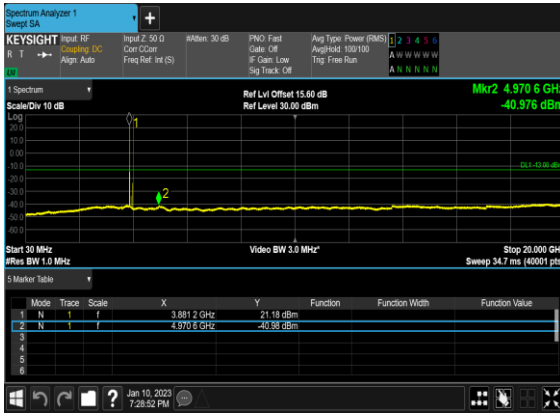 Spectrum Analyzer 1
Swept SA
+
KEYSIGHT Input: RF Input Z: 50 Ω #Atten: 30 dB PNO: Fast Avg Type: Power (RMS) 1 2 3 4 5 6
R T Coupling: DC Corr CCorr Gate: Off Avg|Hold: 100/100 A W W W W W
Align: Auto Freq Ref: Int (S) IF Gain: Low Trig: Free Run
Sig Track: Off A N N N N N
1 Spectrum Ref Lvl Offset 15.60 dB Mkr2 4.970 6 GHz
Scale/Div 10 dB Ref Level 30.00 dBm -40.976 dBm
Log
20.0
10.0
0.00
-10.0
DL1 -13.00 dBm
-20.0
-30.0
-40.0
-50.0
-60.0
1
2
Start 30 MHz Video BW 3.0 MHz* Stop 20.000 GHz
#Res BW 1.0 MHz Sweep 34.7 ms (40001 pts)
5 Marker Table
Mode Trace Scale X Y Function Function Width Function Value
1 N 1 f 3.881 2 GHz 21.18 dBm
2 N 1 f 4.970 6 GHz -40.98 dBm
3
4
5
6
? Jan 10, 2023
7:28:52 PM